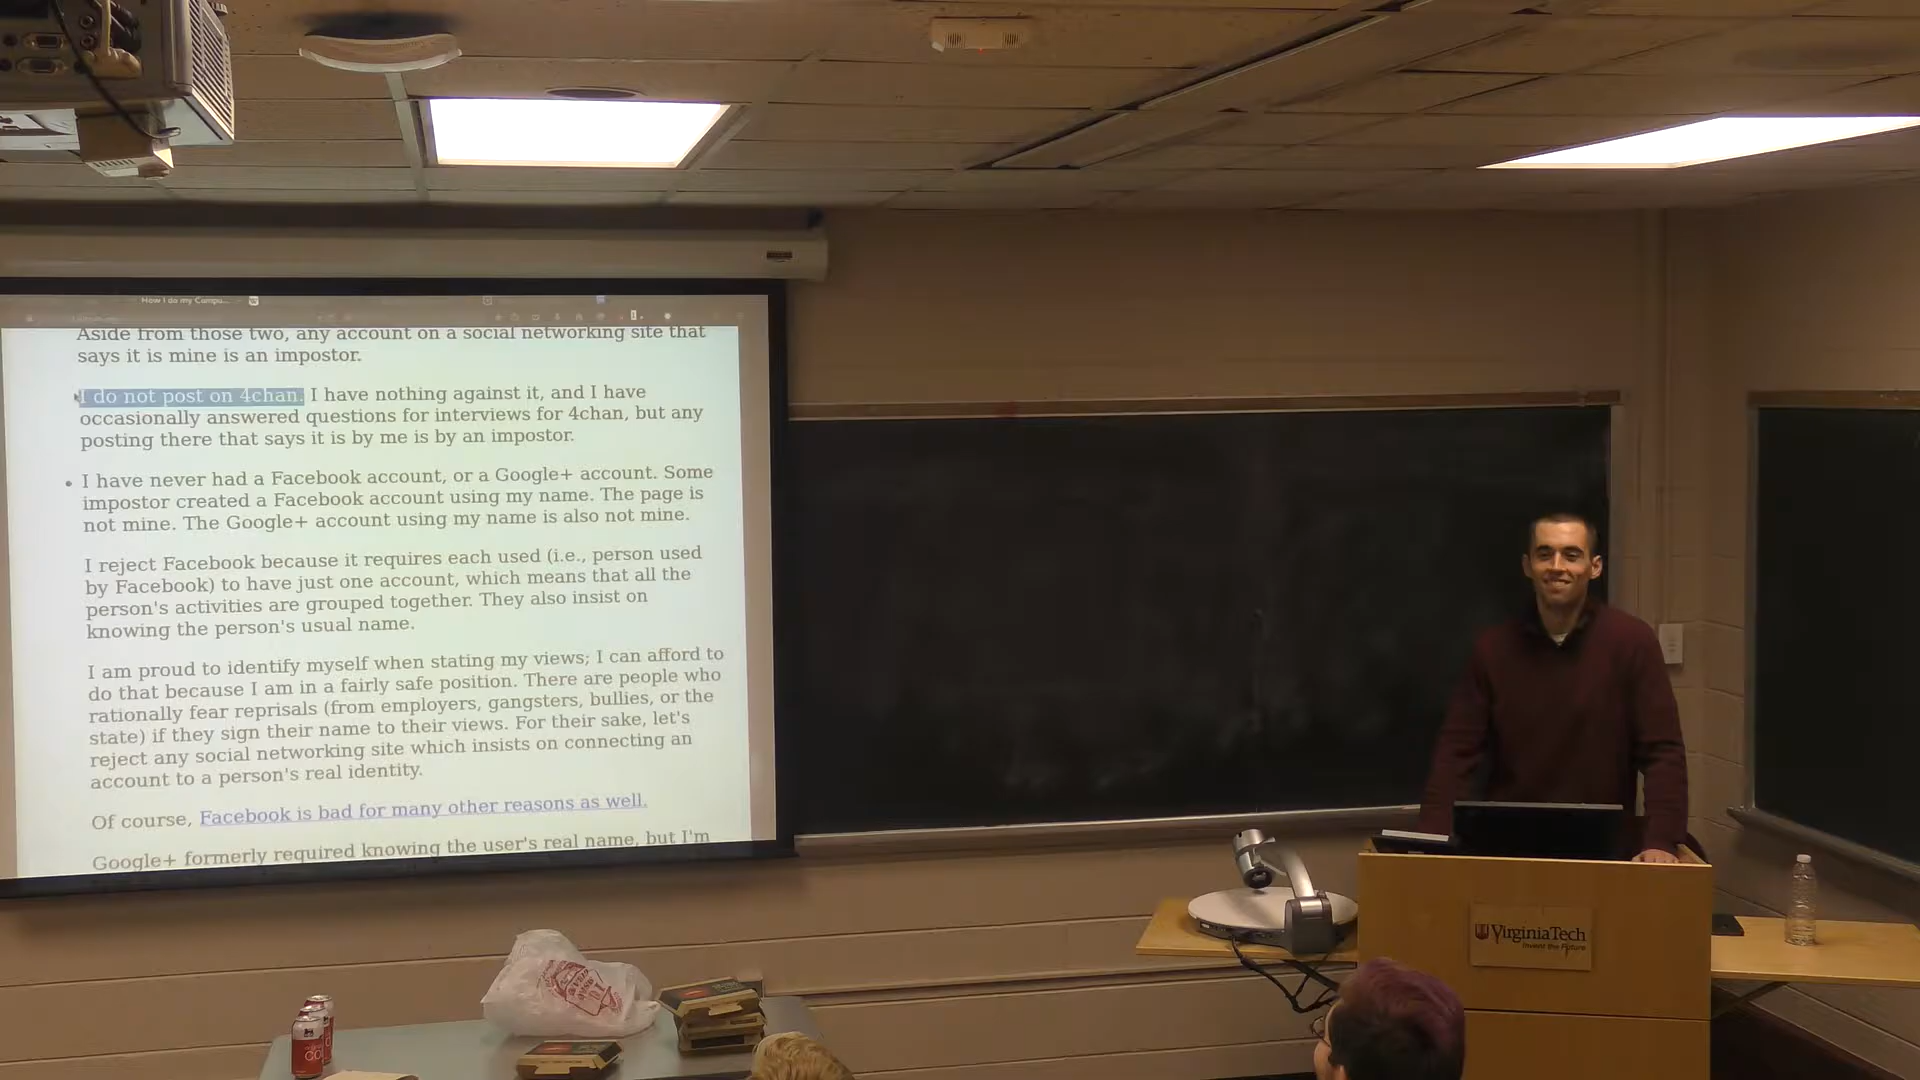 How I do my Compu...
Aside from those two, any account on a social networking site that
says it is mine is an impostor.
I do not post on 4chan. I have nothing against it, and I have
occasionally answered questions for interviews for 4chan, but any
posting there that says it is by me is by an impostor.
• I have never had a Facebook account, or a Google+ account. Some
impostor created a Facebook account using my name. The page is
not mine. The Google+ account using my name is also not mine.
I reject Facebook because it requires each used (i.e., person used
by Facebook) to have just one account, which means that all the
person's activities are grouped together. They also insist on
knowing the person's usual name.
I am proud to identify myself when stating my views; I can afford to
do that because I am in a fairly safe position. There are people who
rationally fear reprisals (from employers, gangsters, bullies, or the
state) if they sign their name to their views. For their sake, let's
reject any social networking site which insists on connecting an
account to a person's real identity.
Of course, Facebook is bad for many other reasons as well.
Google+ formerly required knowing the user's real name, but I'm
VirginiaTech
Invent the Future